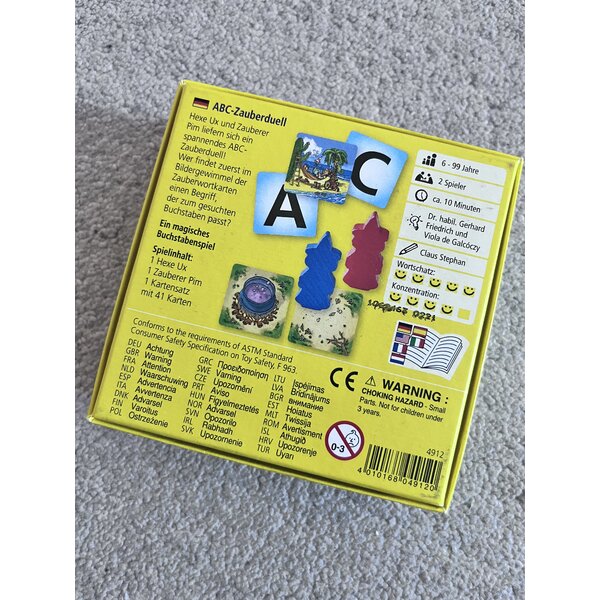 ABC-Zauberduell
Hexe Ux und Zauberer
Pim liefern sich ein
spannendes ABC-
Zauberduell!
Wer findet zuerst im
Bildergewimmel der
Zauberwortkarten
einen Begriff,
der zum gesuchten
Buchstaben passt?
Ein magisches
Buchstabenspiel
Spielinhalt:
1 Hexe Ux
1 Zauberer Pim
1 Kartensatz
mit 41 Karten
A
C
6 - 99 Jahre
2 Spieler
ca. 10 Minuten
Dr. habil. Gerhard
Friedrich und
Viola de Galcóczy
Claus Stephan
Wortschatz:
Konzentration:
Conforms to the requirements of ASTM Standard
Consumer Safety Specification on Toy Safety, F 963.
DEU Achtung
GBR Warning
FRA Attention
NLD Waarschuwing
ESP Advertencia
ITA Avvertenza
DNK Advarsel
FIN Varoitus
POL Ostrzeżenie
GRC Προειδοποίηση
SWE Varning
CZE Upozornění
PRT Aviso
HUN Figyelmeztetés
NOR Advarsel
SVN Opozorilo
IRL Rabhadh
SVK Upozornenie
LTU Įspėjimas
LVA Brīdinājums
BGR внимание
EST Hoiatus
MLT Twissija
ROM Avertisment
ISL Aðhugið
HRV Upozorenje
TUR Uyarı
CE
WARNING :
CHOKING HAZARD - Small
Parts. Not for children under
3 years.
0-3
4912
4 010168 049120